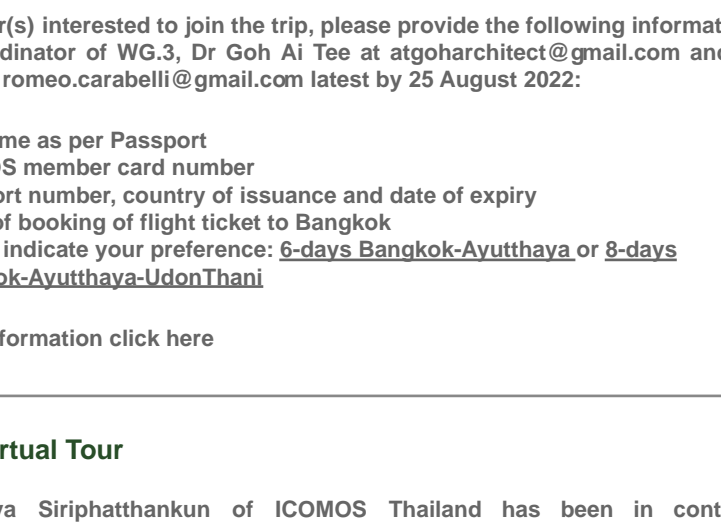 r(s) interested to join the trip, please provide the following informat
dinator of WG.3, Dr Goh Ai Tee at atgoharchitect@gmail.com and
romeo.carabelli@gmail.com latest by 25 August 2022:
me as per Passport
S member card number
ort number, country of issuance and date of expiry
of booking of flight ticket to Bangkok
indicate your preference: 6-days Bangkok-Ayutthaya or 8-days
ok-Ayutthaya-UdonThani
formation click here
rtual Tour
ya Siriphatthankun of ICOMOS Thailand has been in cont